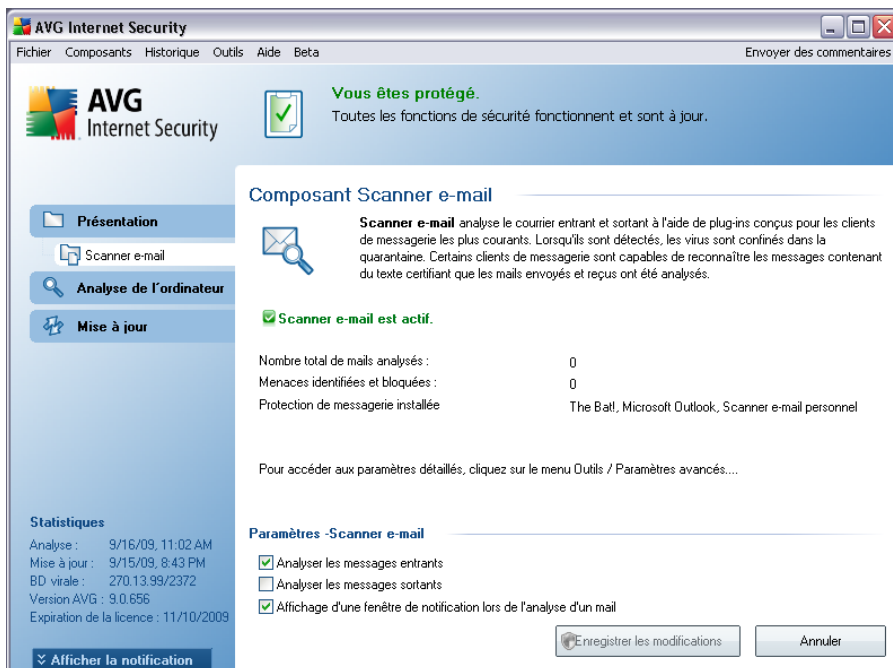 AVG Internet Security
Fichier Composants Historique Outils Aide Beta Envoyer des commentaires
AVG
Internet Security
Vous êtes protégé.
Toutes les fonctions de sécurité fonctionnent et sont à jour.
Présentation
Scanner e-mail
Analyse de l'ordinateur
Mise à jour
Composant Scanner e-mail
Scanner e-mail analyse le courrier entrant et sortant à l'aide de plug-ins conçus pour les clients
de messagerie les plus courants. Lorsqu'ils sont détectés, les virus sont confinés dans la
quarantaine. Certains clients de messagerie sont capables de reconnaître les messages contenant
du texte certifiant que les mails envoyés et reçus ont été analysés.
Scanner e-mail est actif.
Nombre total de mails analysés : 0
Menaces identifiées et bloquées : 0
Protection de messagerie installée The Bat!, Microsoft Outlook, Scanner e-mail personnel
Pour accéder aux paramètres détaillés, cliquez sur le menu Outils / Paramètres avancés....
Statistiques
Analyse : 9/16/09, 11:02 AM
Mise à jour : 9/15/09, 8:43 PM
BD virale : 270.13.99/2372
Version AVG : 9.0.656
Expiration de la licence : 11/10/2009
Afficher la notification
Paramètres -Scanner e-mail
Analyser les messages entrants
Analyser les messages sortants
Affichage d'une fenêtre de notification lors de l'analyse d'un mail
Enregistrer les modifications Annuler